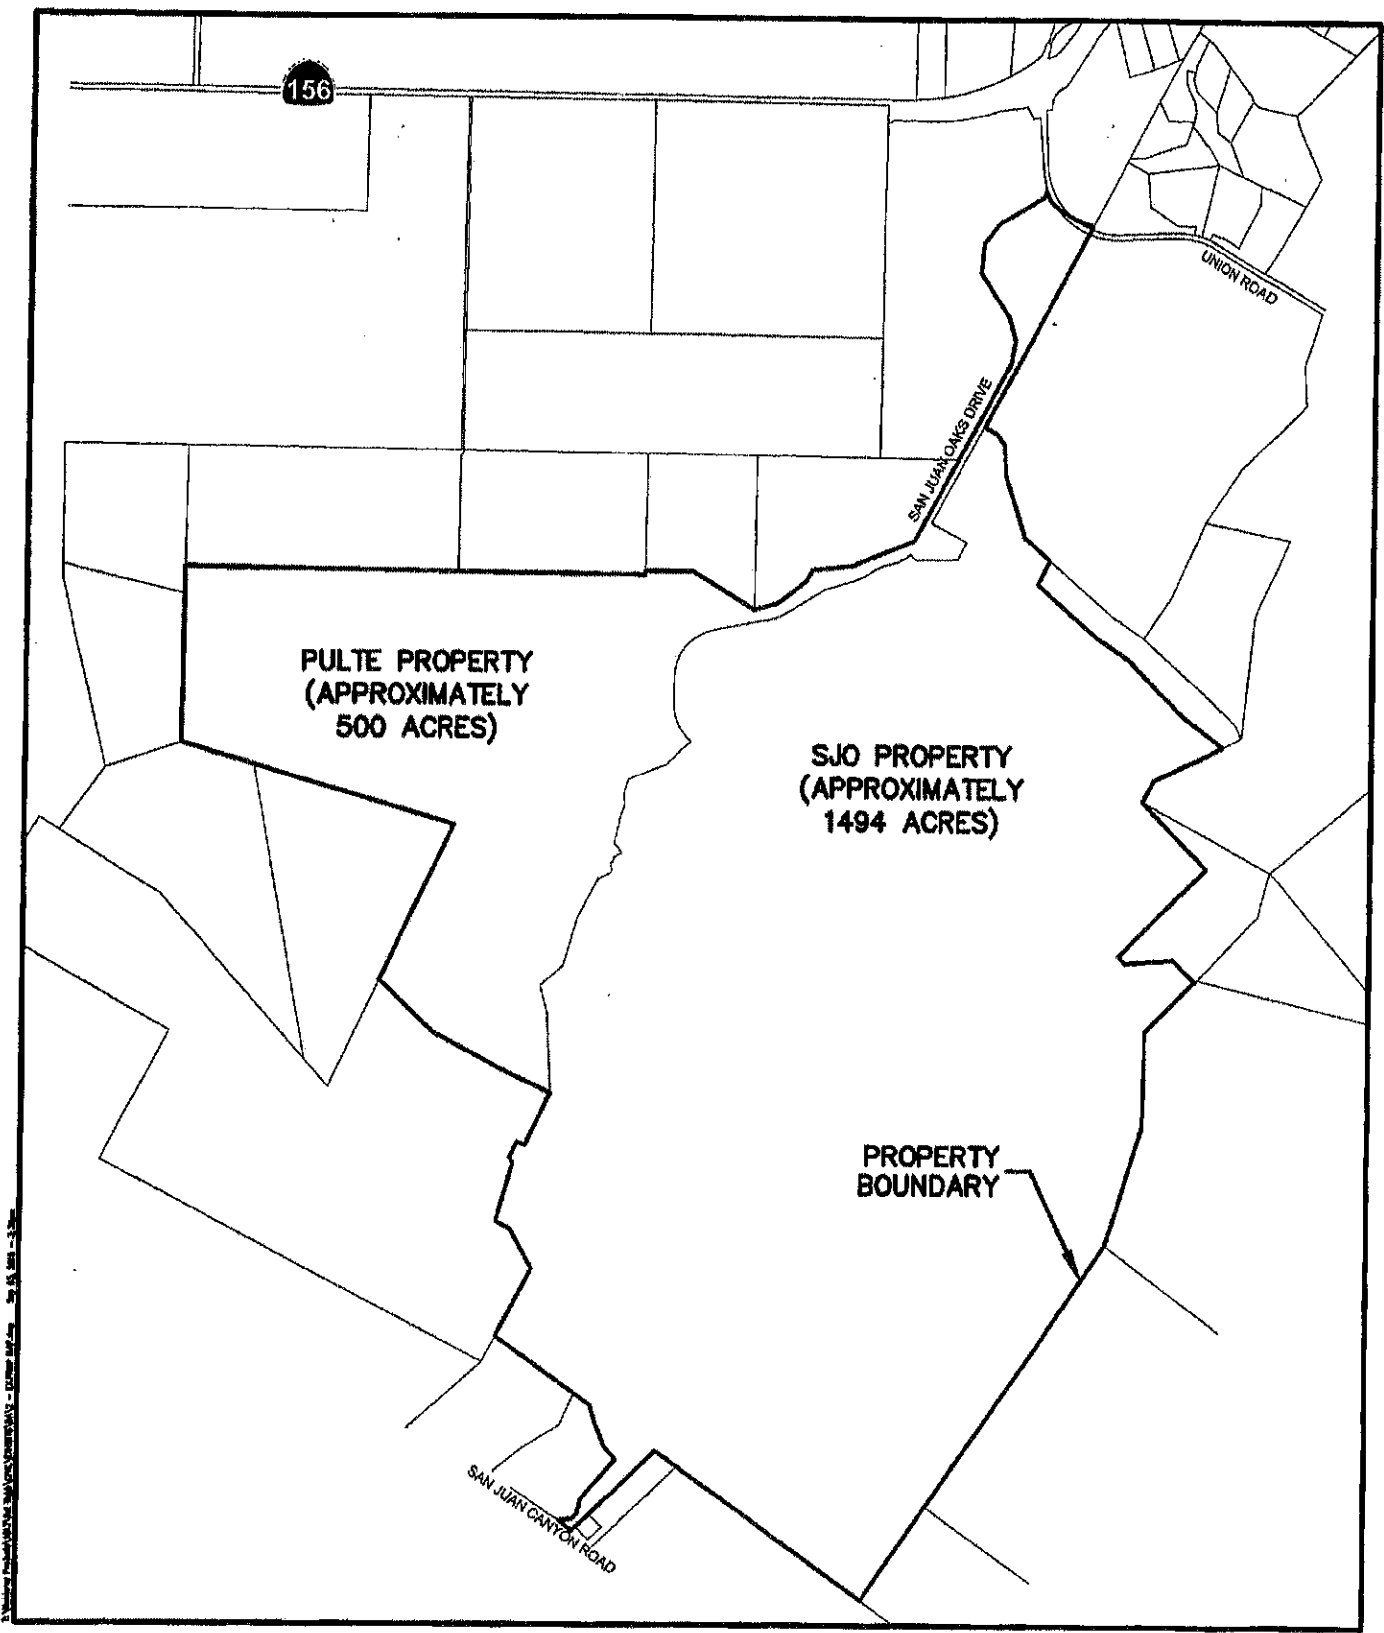 156
UNION ROAD
SAN JUAN OAKS DRIVE
PULTE PROPERTY
(APPROXIMATELY
500 ACRES)
SJO PROPERTY
(APPROXIMATELY
1494 ACRES)
PROPERTY
BOUNDARY
SAN JUAN CANYON ROAD